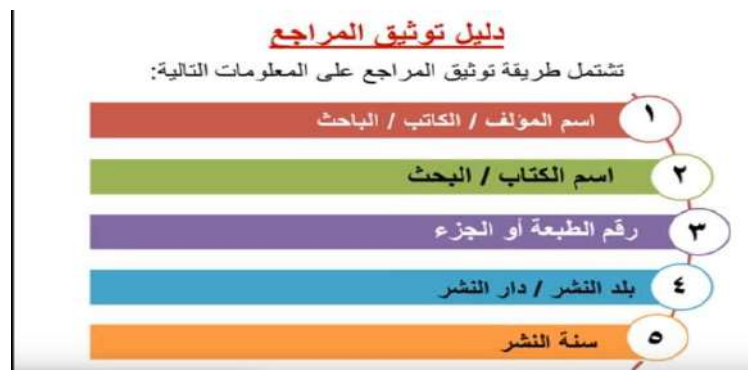 دليل توثيق المراجع
تشتمل طريقة توثيق المراجع على المعلومات التالية:
١ اسم المؤلف / الكاتب / الباحث
٢ اسم الكتاب / البحث
٣ رقم الطبعة أو الجزء
٤ بلد النشر / دار النشر
٥ سنة النشر